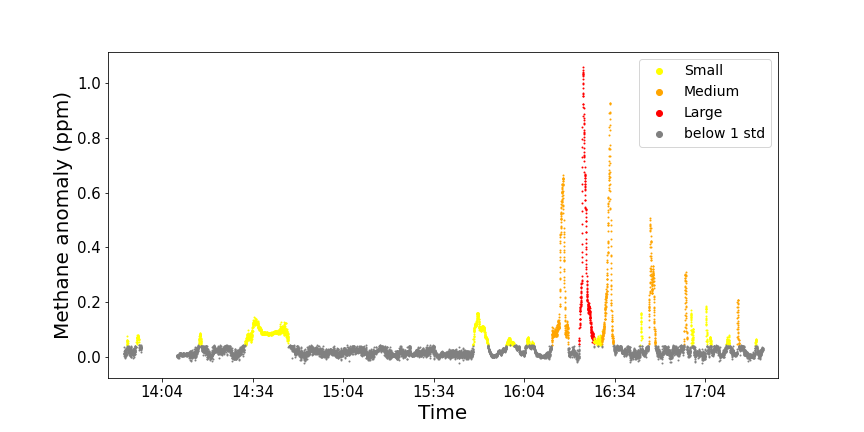 Methane anomaly (ppm)
1.0
0.8
0.6
0.4
0.2
0.0
Small
Medium
Large
below 1 std
14:04 14:34 15:04 15:34 16:04 16:34 17:04
Time